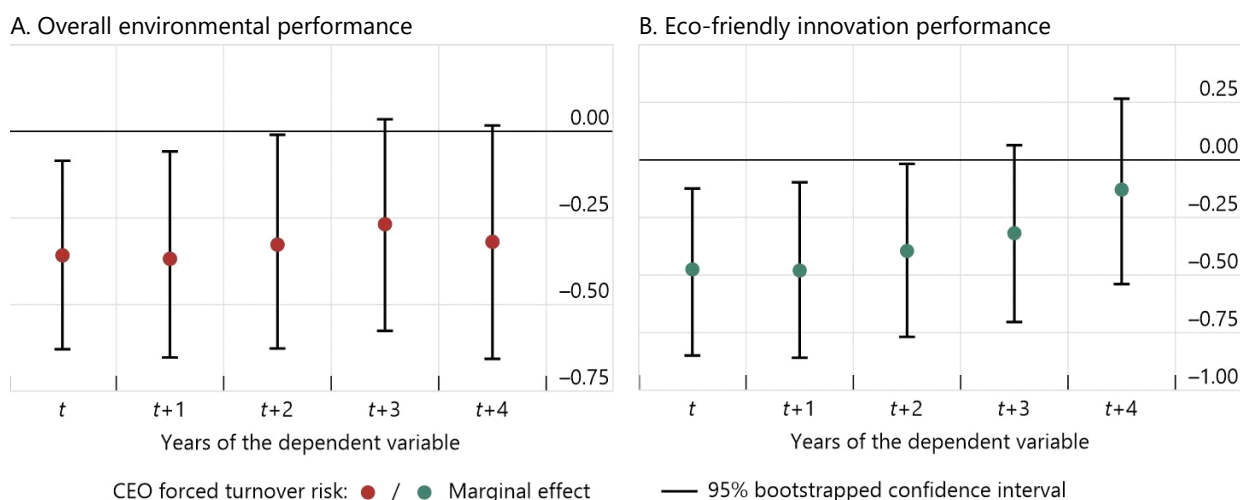 A. Overall environmental performance
0.00
–0.25
–0.50
–0.75
t
t+1
t+2
t+3
t+4
Years of the dependent variable
B. Eco-friendly innovation performance
0.25
0.00
–0.25
–0.50
–0.75
–1.00
t
t+1
t+2
t+3
t+4
Years of the dependent variable
CEO forced turnover risk: / Marginal effect
95% bootstrapped confidence interval